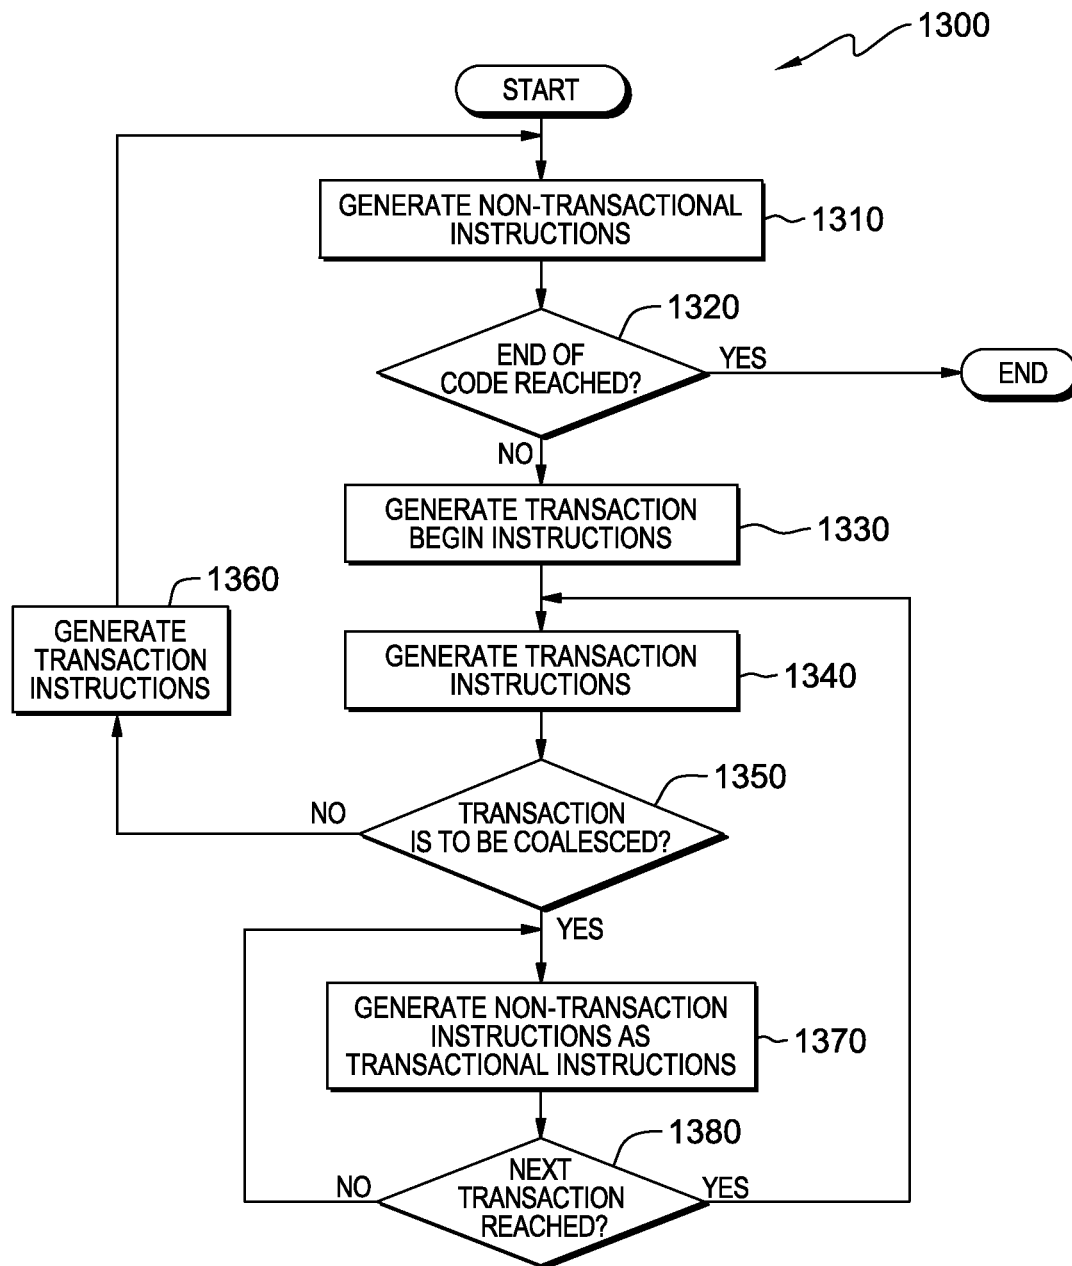 1300
START
GENERATE NON-TRANSACTIONAL
INSTRUCTIONS
1310
1320
END OF
CODE REACHED?
YES
END
NO
GENERATE TRANSACTION
BEGIN INSTRUCTIONS
1330
1360
GENERATE
TRANSACTION
INSTRUCTIONS
GENERATE TRANSACTION
INSTRUCTIONS
1340
1350
NO
TRANSACTION
IS TO BE COALESCED?
YES
GENERATE NON-TRANSACTION
INSTRUCTIONS AS
TRANSACTIONAL INSTRUCTIONS
1370
1380
NO
NEXT
TRANSACTION
REACHED?
YES